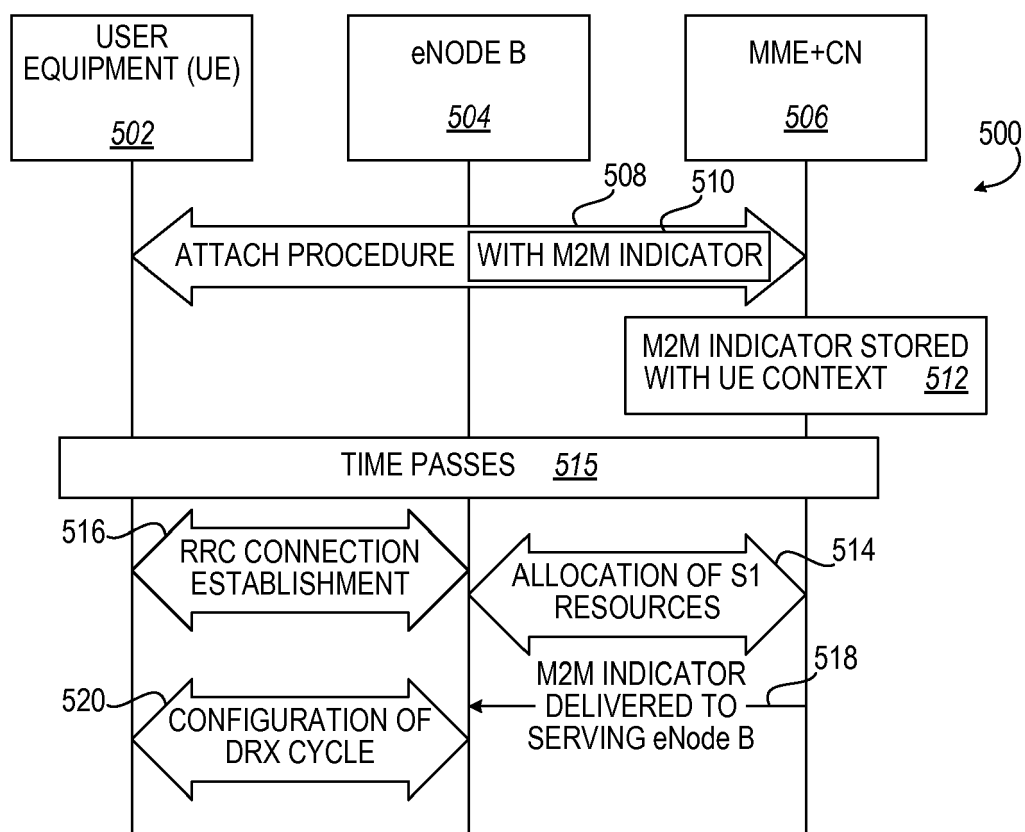 USER
EQUIPMENT (UE)
502
eNODE B
504
MME+CN
506
500
508
510
ATTACH PROCEDURE
WITH M2M INDICATOR
M2M INDICATOR STORED
WITH UE CONTEXT 512
TIME PASSES 515
516
RRC CONNECTION
ESTABLISHMENT
514
ALLOCATION OF S1
RESOURCES
518
M2M INDICATOR
DELIVERED TO
SERVING eNode B
520
CONFIGURATION OF
DRX CYCLE